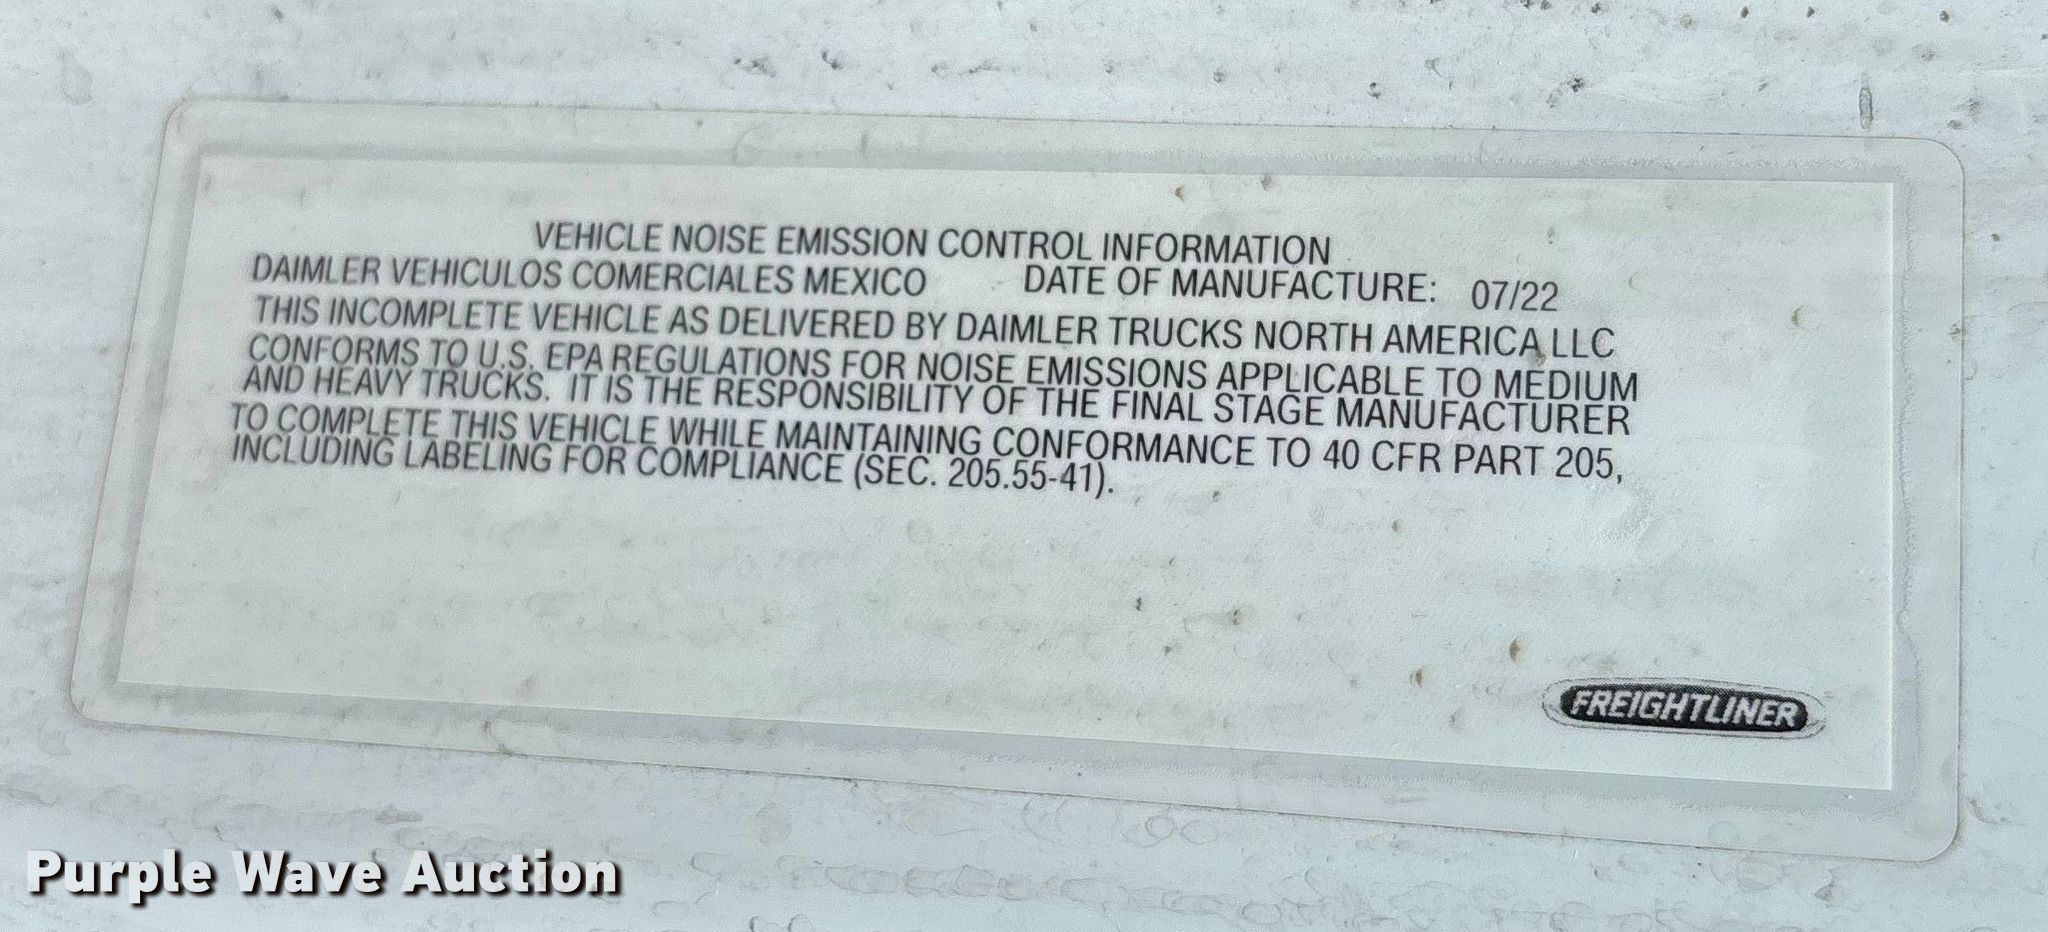 VEHICLE NOISE EMISSION CONTROL INFORMATION
DAIMLER VEHICULOS COMERCIALES MEXICO DATE OF MANUFACTURE: 07/22
THIS INCOMPLETE VEHICLE AS DELIVERED BY DAIMLER TRUCKS NORTH AMERICA LLC
CONFORMS TO U.S. EPA REGULATIONS FOR NOISE EMISSIONS APPLICABLE TO MEDIUM
AND HEAVY TRUCKS. IT IS THE RESPONSIBILITY OF THE FINAL STAGE MANUFACTURER
TO COMPLETE THIS VEHICLE WHILE MAINTAINING CONFORMANCE TO 40 CFR PART 205,
INCLUDING LABELING FOR COMPLIANCE (SEC. 205.55-41).
FREIGHTLINER
Purple Wave Auction